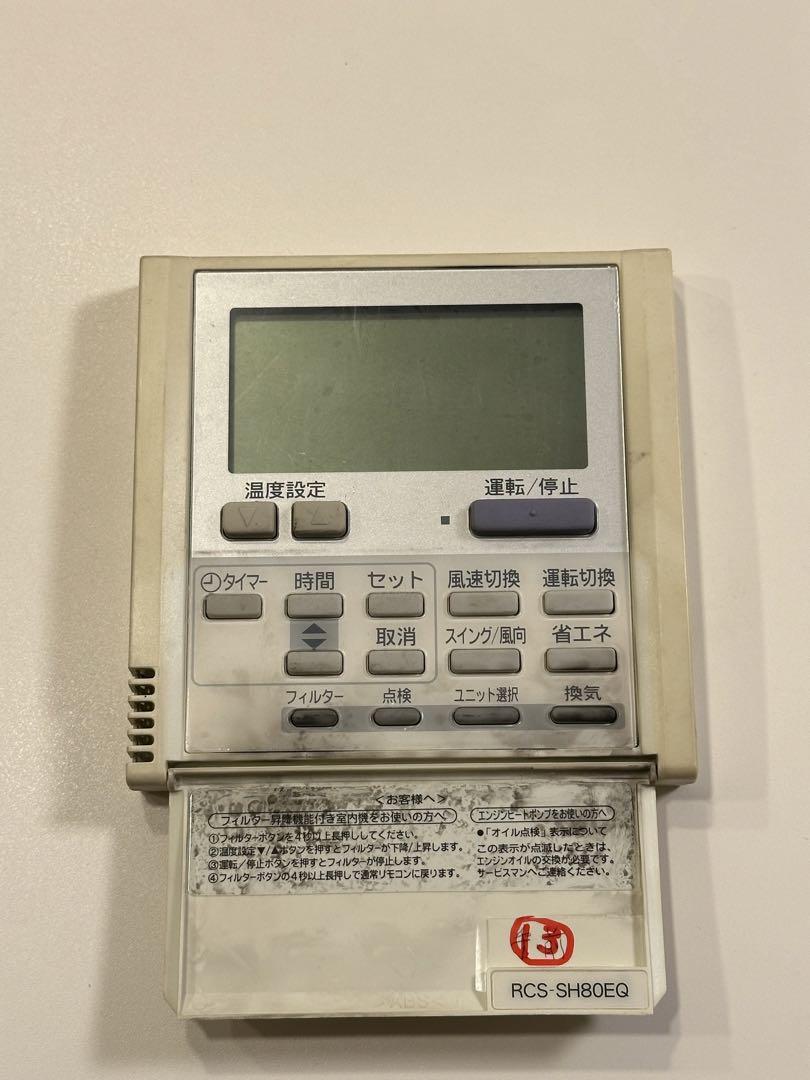 温度設定
運転/停止
タイマー 時間 セット 風速切換 運転切換
取消 スイング/風向 省エネ
フィルター 点検 ユニット選択 換気
<お客様へ>
フィルター昇降機能付き室内機をお使いの方へ
①フィルターボタンを4秒以上長押ししてください。
②温度設定▼/▲ボタンを押すとフィルターが下降/上昇します。
③運転/停止ボタンを押すとフィルターが停止します。
④フィルターボタンの4秒以上長押しで通常リモコンに戻ります。
エンジンヒートポンプをお使いの方へ
●「オイル点検」表示について
この表示が点滅したときは、
エンジンオイルの交換が必要です。
サービスマンへご連絡ください。
13
RCS-SH80EQ